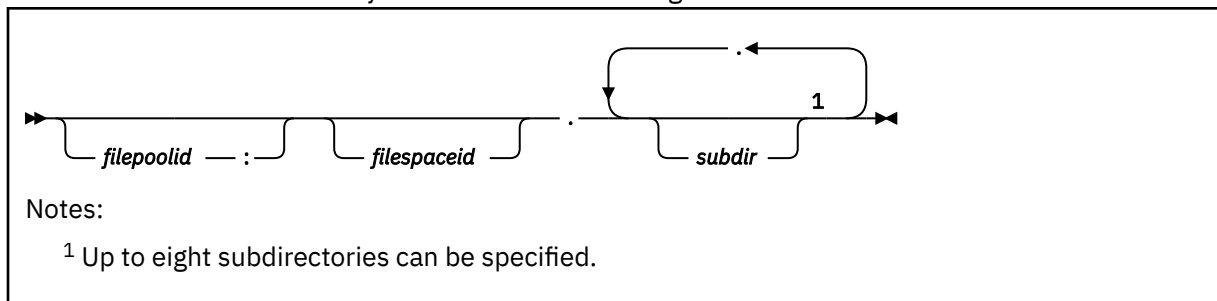 .
1
filepoolid : filespaceid . subdir
Notes:
1 Up to eight subdirectories can be specified.